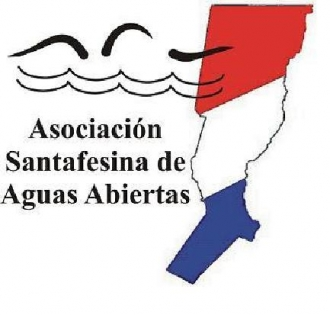 Asociación
Santafesina de
Aguas Abiertas